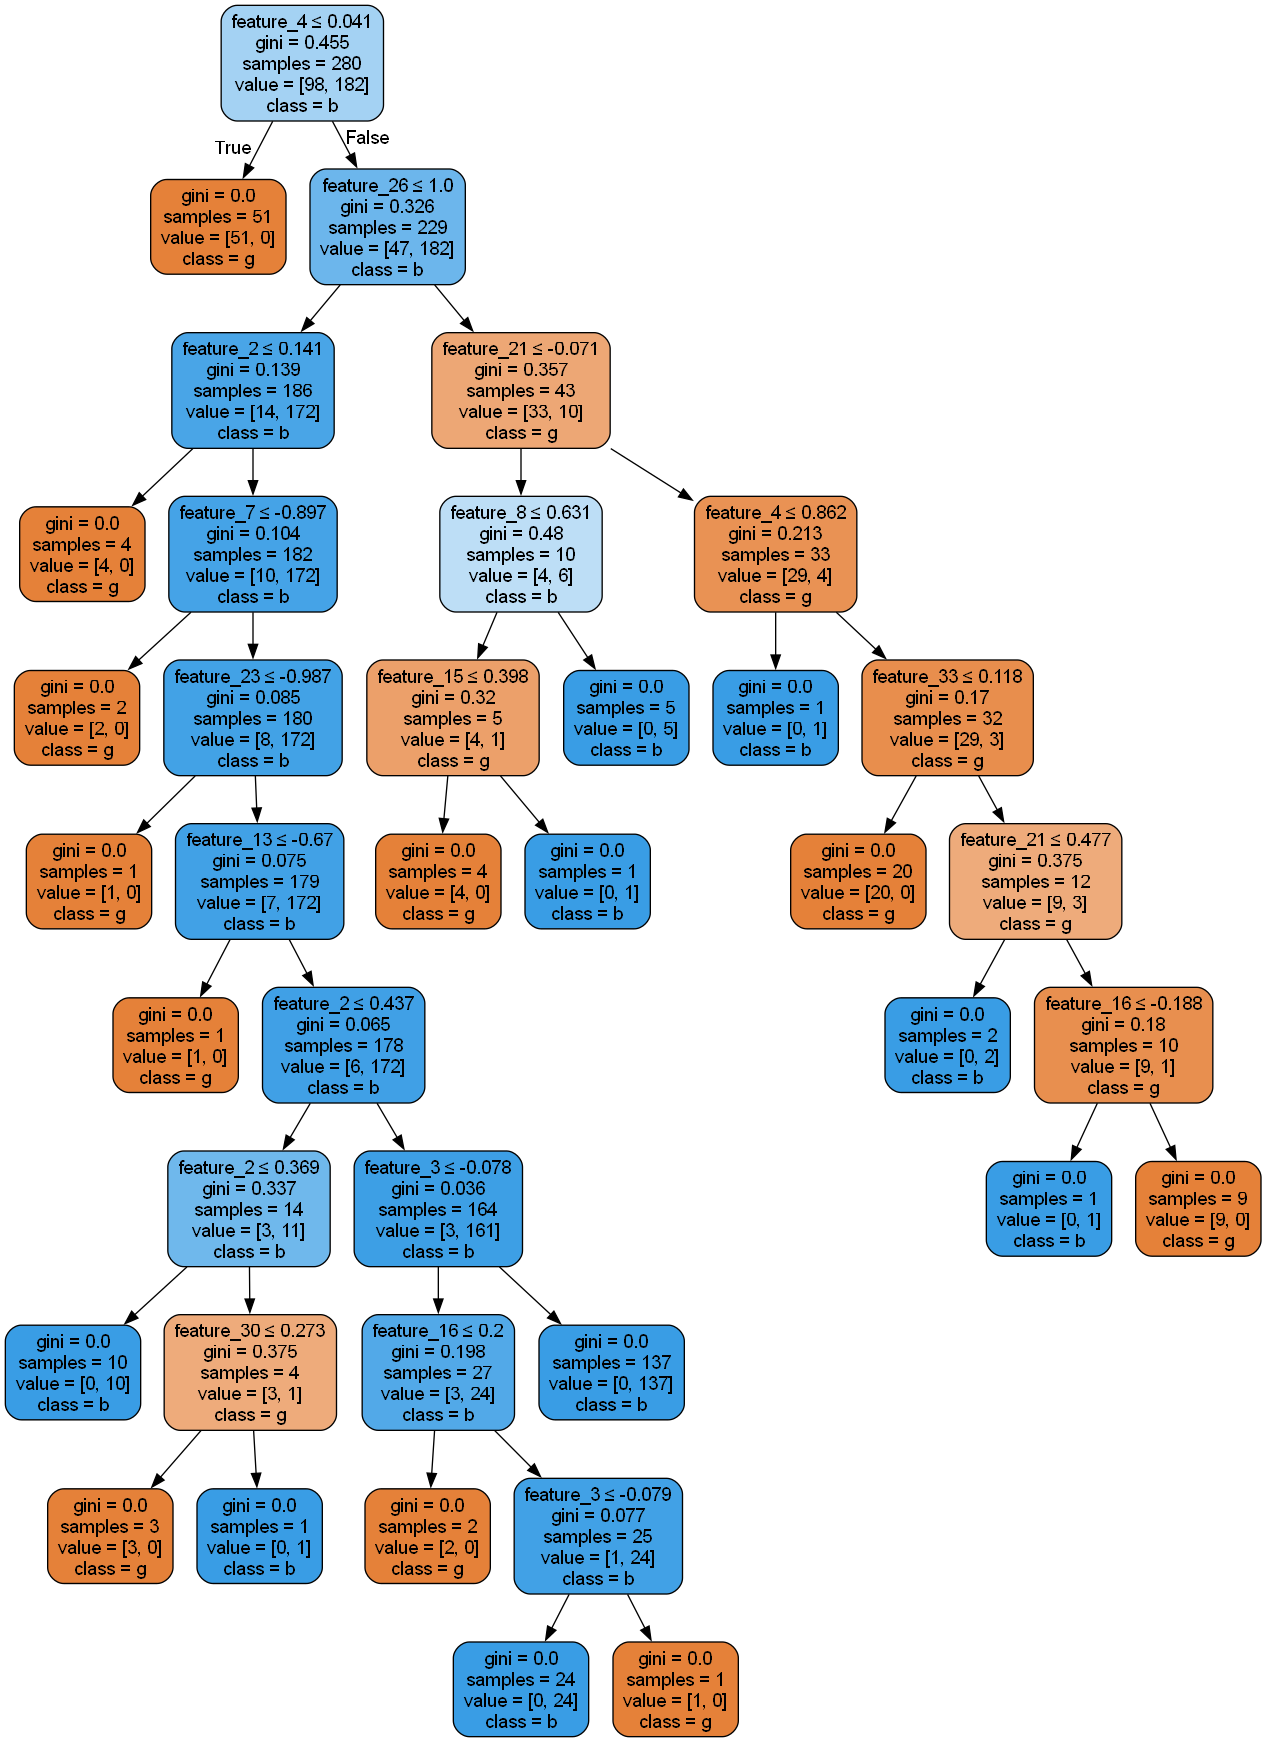 feature_4 ≤ 0.041
gini = 0.455
samples = 280
value = [98, 182]
class = b
True
False
gini = 0.0
samples = 51
value = [51, 0]
class = g
feature_26 ≤ 1.0
gini = 0.326
samples = 229
value = [47, 182]
class = b
feature_2 ≤ 0.141
gini = 0.139
samples = 186
value = [14, 172]
class = b
feature_21 ≤ -0.071
gini = 0.357
samples = 43
value = [33, 10]
class = g
gini = 0.0
samples = 4
value = [4, 0]
class = g
feature_7 ≤ -0.897
gini = 0.104
samples = 182
value = [10, 172]
class = b
feature_8 ≤ 0.631
gini = 0.48
samples = 10
value = [4, 6]
class = b
feature_4 ≤ 0.862
gini = 0.213
samples = 33
value = [29, 4]
class = g
gini = 0.0
samples = 2
value = [2, 0]
class = g
feature_23 ≤ -0.987
gini = 0.085
samples = 180
value = [8, 172]
class = b
feature_15 ≤ 0.398
gini = 0.32
samples = 5
value = [4, 1]
class = g
gini = 0.0
samples = 5
value = [0, 5]
class = b
gini = 0.0
samples = 1
value = [0, 1]
class = b
feature_33 ≤ 0.118
gini = 0.17
samples = 32
value = [29, 3]
class = g
gini = 0.0
samples = 1
value = [1, 0]
class = g
feature_13 ≤ -0.67
gini = 0.075
samples = 179
value = [7, 172]
class = b
gini = 0.0
samples = 4
value = [4, 0]
class = g
gini = 0.0
samples = 1
value = [0, 1]
class = b
gini = 0.0
samples = 20
value = [20, 0]
class = g
feature_21 ≤ 0.477
gini = 0.375
samples = 12
value = [9, 3]
class = g
gini = 0.0
samples = 1
value = [1, 0]
class = g
feature_2 ≤ 0.437
gini = 0.065
samples = 178
value = [6, 172]
class = b
gini = 0.0
samples = 2
value = [0, 2]
class = b
feature_16 ≤ -0.188
gini = 0.18
samples = 10
value = [9, 1]
class = g
feature_2 ≤ 0.369
gini = 0.337
samples = 14
value = [3, 11]
class = b
feature_3 ≤ -0.078
gini = 0.036
samples = 164
value = [3, 161]
class = b
gini = 0.0
samples = 1
value = [0, 1]
class = b
gini = 0.0
samples = 9
value = [9, 0]
class = g
gini = 0.0
samples = 10
value = [0, 10]
class = b
feature_30 ≤ 0.273
gini = 0.375
samples = 4
value = [3, 1]
class = g
feature_16 ≤ 0.2
gini = 0.198
samples = 27
value = [3, 24]
class = b
gini = 0.0
samples = 137
value = [0, 137]
class = b
gini = 0.0
samples = 3
value = [3, 0]
class = g
gini = 0.0
samples = 1
value = [0, 1]
class = b
gini = 0.0
samples = 2
value = [2, 0]
class = g
feature_3 ≤ -0.079
gini = 0.077
samples = 25
value = [1, 24]
class = b
gini = 0.0
samples = 24
value = [0, 24]
class = b
gini = 0.0
samples = 1
value = [1, 0]
class = g